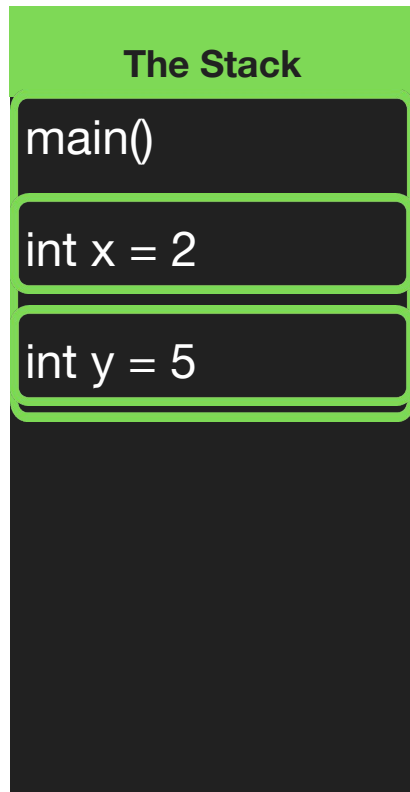 The Stack
main()
int x = 2
int y = 5